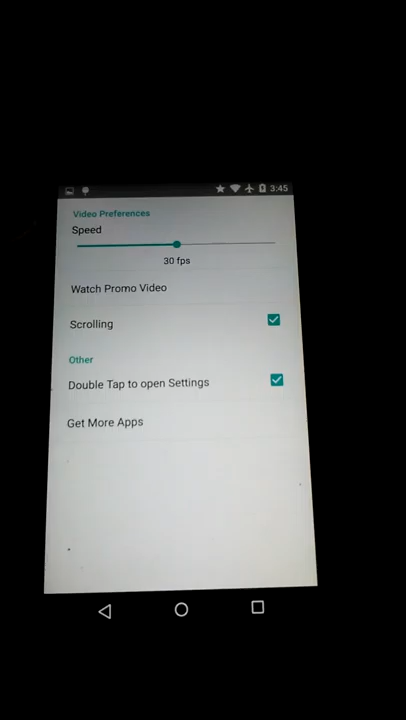 3:45
Video Preferences
Speed
30 fps
Watch Promo Video
Scrolling
Other
Double Tap to open Settings
Get More Apps